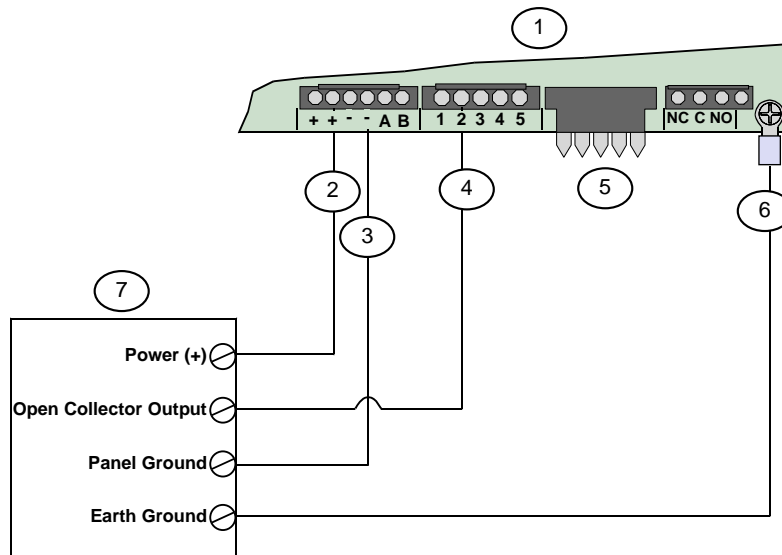 1
+ + - - A B
1 2 3 4 5
NC C NO
2
4
5
3
6
7
Power (+)
Open Collector Output
Panel Ground
Earth Ground